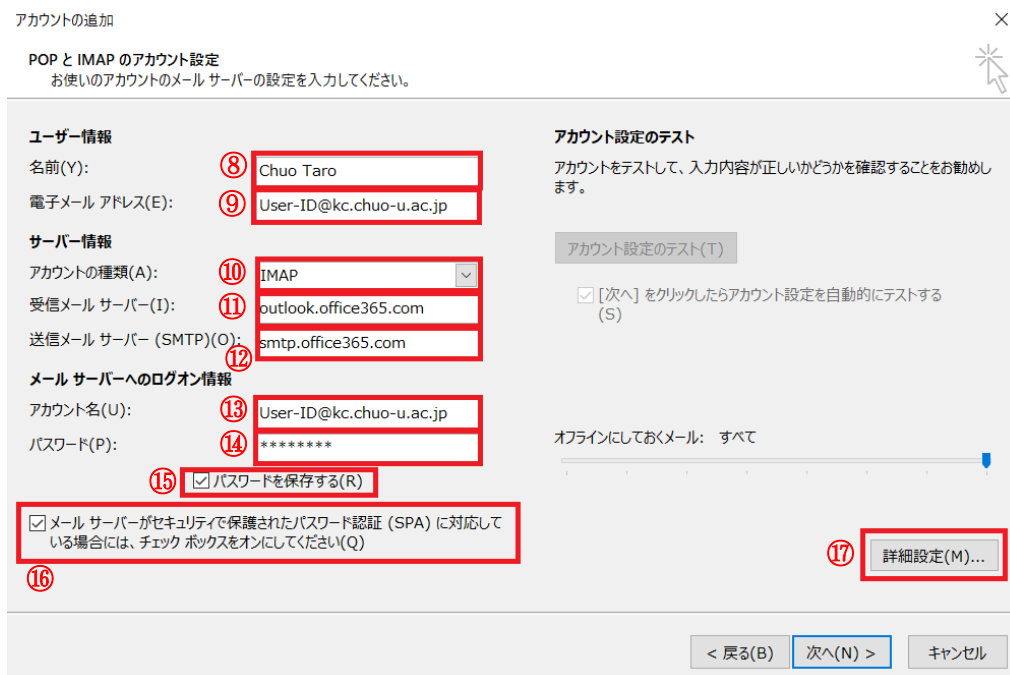 アカウントの追加
POP と IMAP のアカウント設定
お使いのアカウントのメール サーバーの設定を入力してください。
ユーザー情報
名前(Y):
⑧
Chuo Taro
電子メール アドレス(E):
⑨
User-ID@kc.chuo-u.ac.jp
サーバー情報
アカウントの種類(A):
⑩
IMAP
受信メール サーバー(I):
⑪
outlook.office365.com
送信メール サーバー (SMTP)(O):
⑫
smtp.office365.com
メール サーバーへのログオン情報
アカウント名(U):
⑬
User-ID@kc.chuo-u.ac.jp
パスワード(P):
⑭
********
⑮
パスワードを保存する(R)
メール サーバーがセキュリティで保護されたパスワード認証 (SPA) に対応して
いる場合には、チェック ボックスをオンにしてください(Q)
⑯
アカウント設定のテスト
アカウントをテストして、入力内容が正しいかどうかを確認することをお勧めし
ます。
アカウント設定のテスト(T)
[次へ] をクリックしたらアカウント設定を自動的にテストする
(S)
オフラインにしておくメール: すべて
⑰
詳細設定(M)...
< 戻る(B)
次へ(N) >
キャンセル